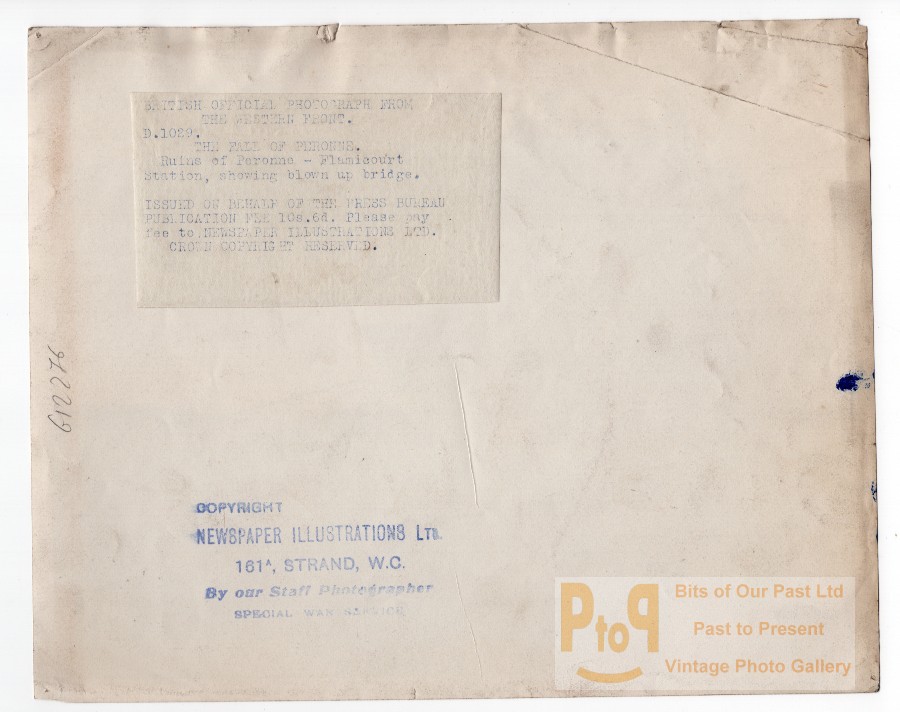 BRITISH OFFICIAL PHOTOGRAPH FROM
THE WESTERN FRONT.
D.1029.
THE FALL OF PERONNE.
Ruins of Peronne - Flamicourt
Station, showing blown up bridge.
ISSUED ON BEHALF OF THE PRESS BUREAU
PUBLICATION FEE 10s.6d. Please pay
fee to NEWSPAPER ILLUSTRATIONS LTD.
CROWN COPYRIGHT RESERVED.
612276
COPYRIGHT
NEWSPAPER ILLUSTRATIONS LTD.
161A, STRAND, W.C.
By our Staff Photographer
SPECIAL WAR SERVICE
PtoP
Bits of Our Past Ltd
Past to Present
Vintage Photo Gallery